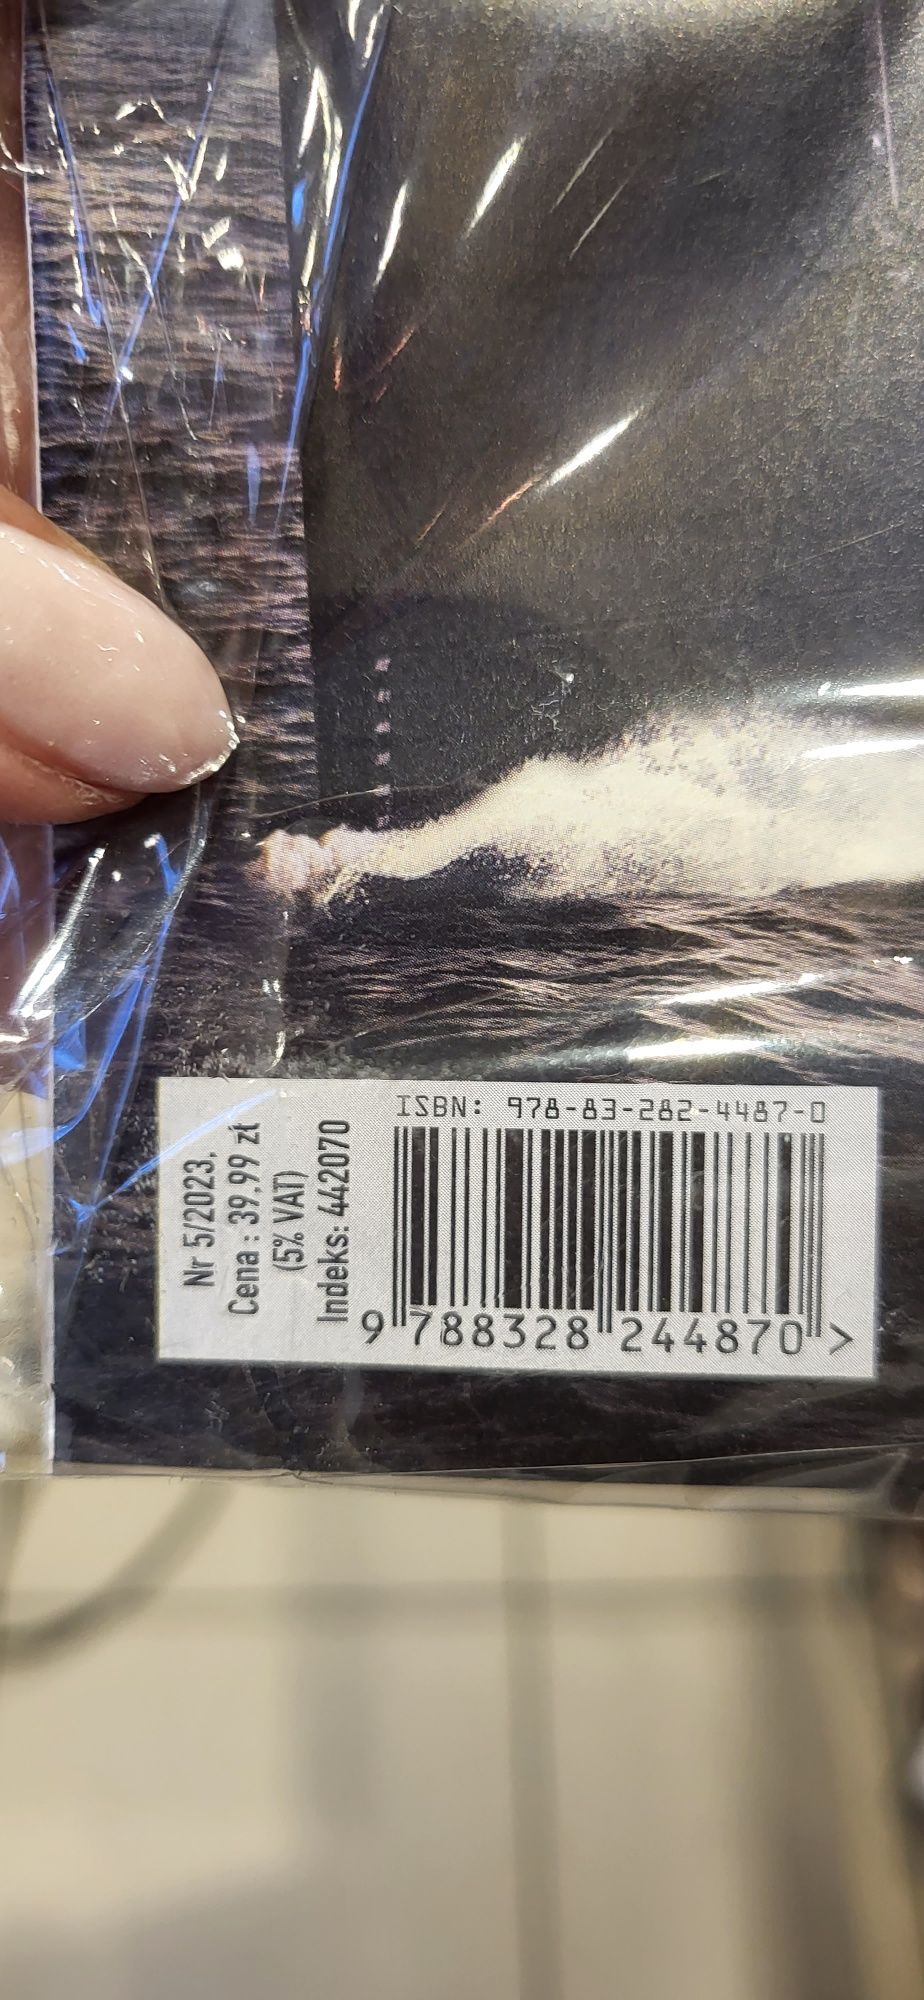 Nr 5/2023,
Cena : 39,99 zł
(5% VAT)
Indeks: 442070
ISBN: 978-83-282-4487-0
9 788328 244870 >